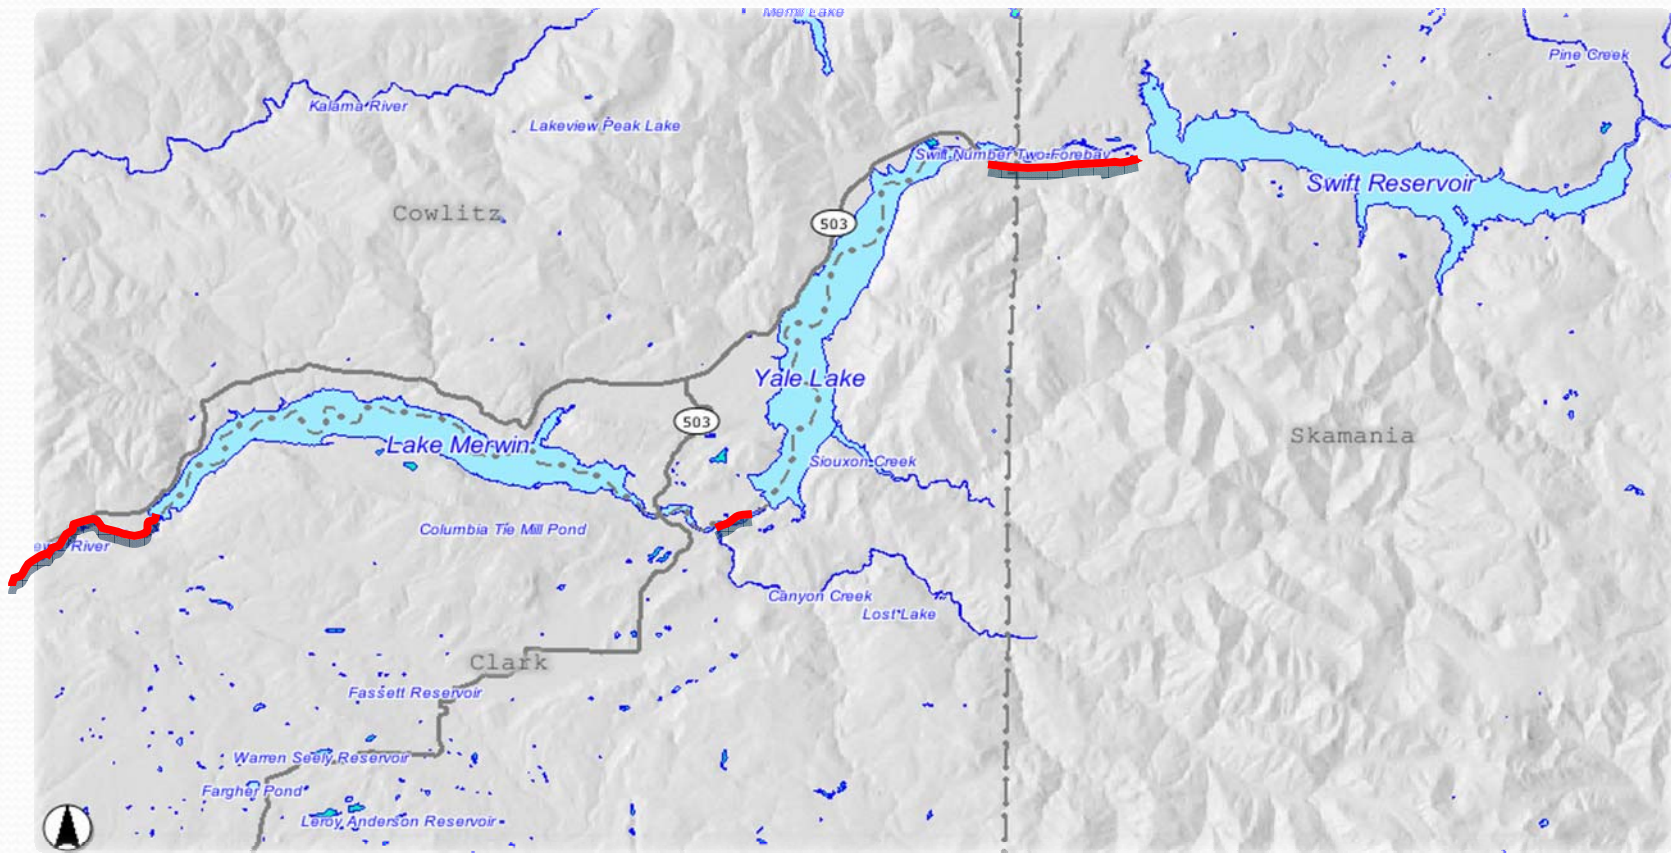 Merrill Lake
Pine Creek
Kalama River
Lakeview Peak Lake
Swift Number Two Forebay
Swift Reservoir
Cowlitz
503
Yale Lake
503
Skamania
Lake Merwin
Siouxon Creek
Columbia Tie Mill Pond
River
Canyon Creek
Lost Lake
Clark
Fassett Reservoir
Warren Seely Reservoir
Fargher Pond
Leroy Anderson Reservoir